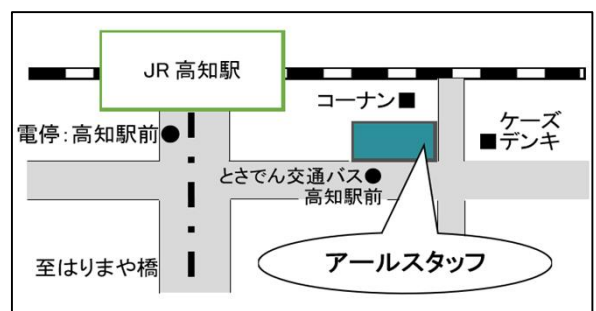 JR 高知駅
コーナン■
電停：高知駅前●
ケーズ
■デンキ
とさでん交通バス●
高知駅前
アールスタッフ
至はりまや橋